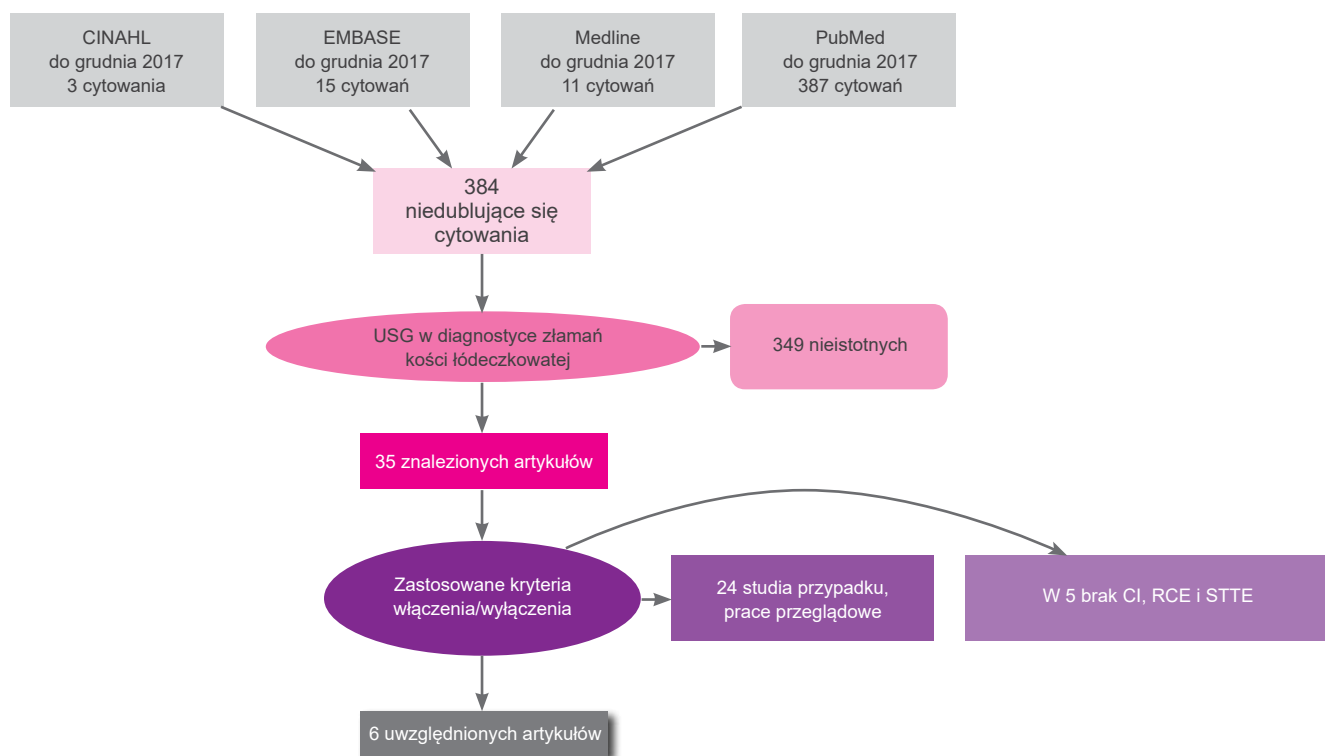 CINAHL
do grudnia 2017
3 cytowania
EMBASE
do grudnia 2017
15 cytowań
Medline
do grudnia 2017
11 cytowań
PubMed
do grudnia 2017
387 cytowań
384
niedublujące się
cytowania
USG w diagnostyce złamań
kości łódeczkowatej
349 nieistotnych
35 znalezionych artykułów
Zastosowane kryteria
włączenia/wyłączenia
24 studia przypadku,
prace przeglądowe
W 5 brak CI, RCE i STTE
6 uwzględnionych artykułów